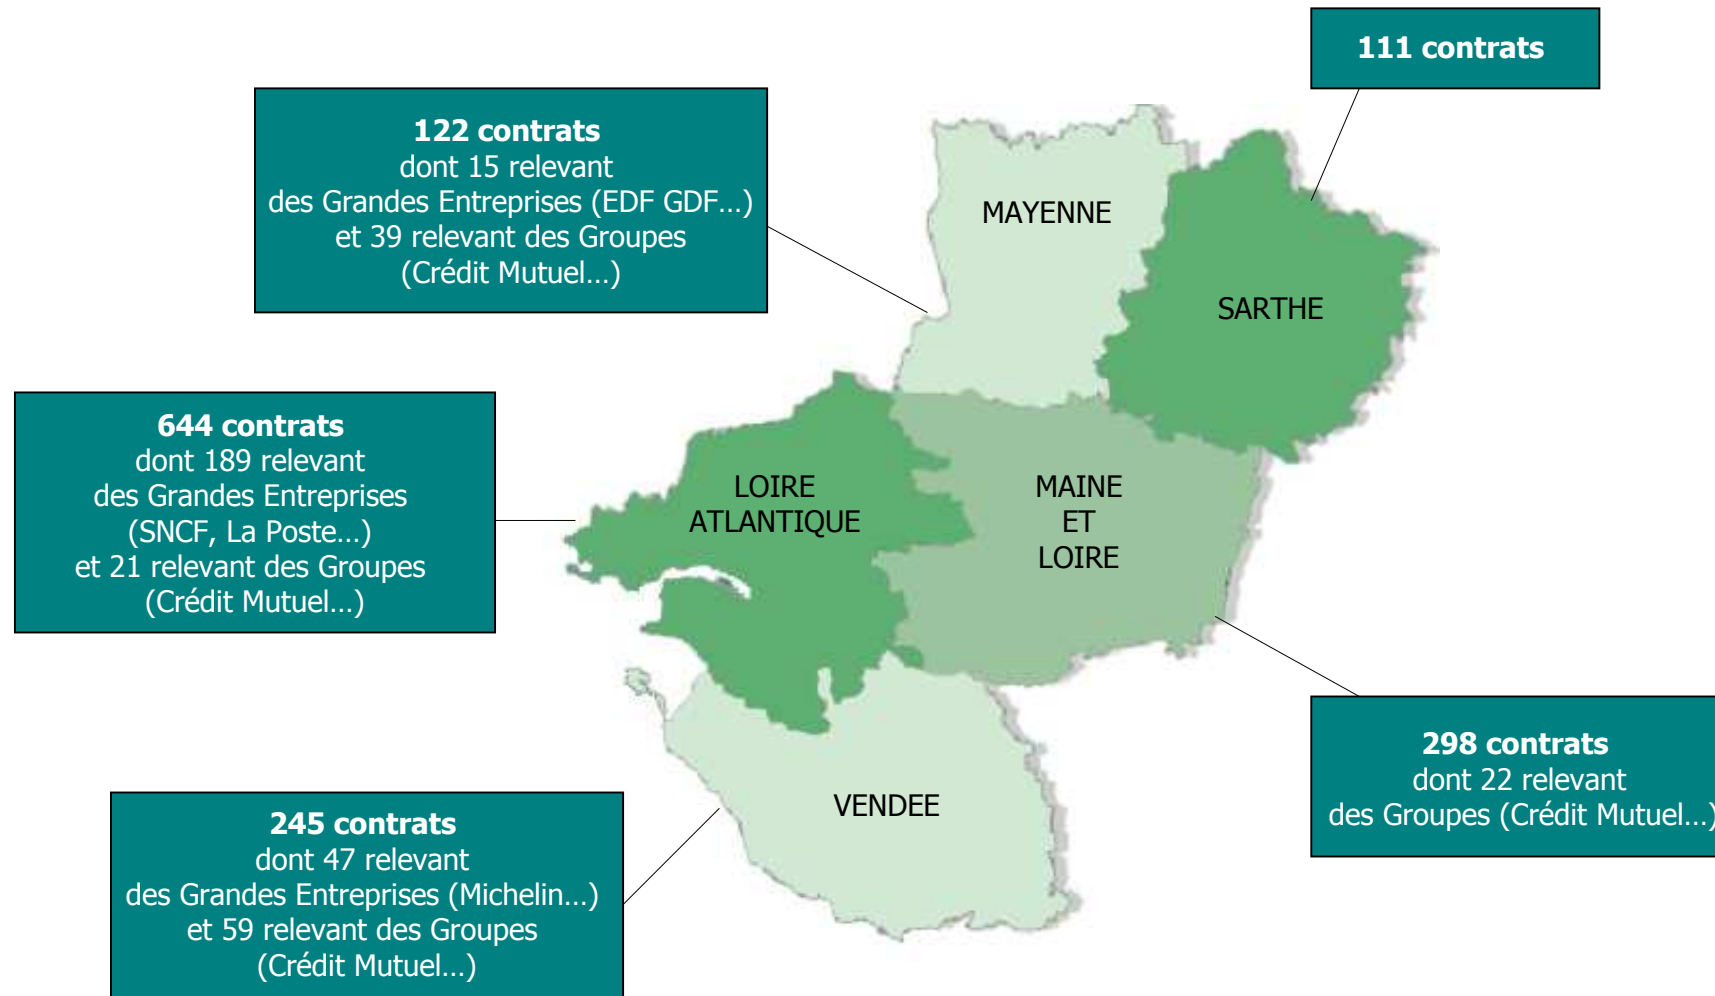 111 contrats
122 contrats
dont 15 relevant
des Grandes Entreprises (EDF GDF…)
et 39 relevant des Groupes
(Crédit Mutuel…)
MAYENNE
SARTHE
644 contrats
dont 189 relevant
des Grandes Entreprises
(SNCF, La Poste…)
et 21 relevant des Groupes
(Crédit Mutuel…)
LOIRE
ATLANTIQUE
MAINE
ET
LOIRE
298 contrats
dont 22 relevant
des Groupes (Crédit Mutuel…)
VENDEE
245 contrats
dont 47 relevant
des Grandes Entreprises (Michelin…)
et 59 relevant des Groupes
(Crédit Mutuel…)